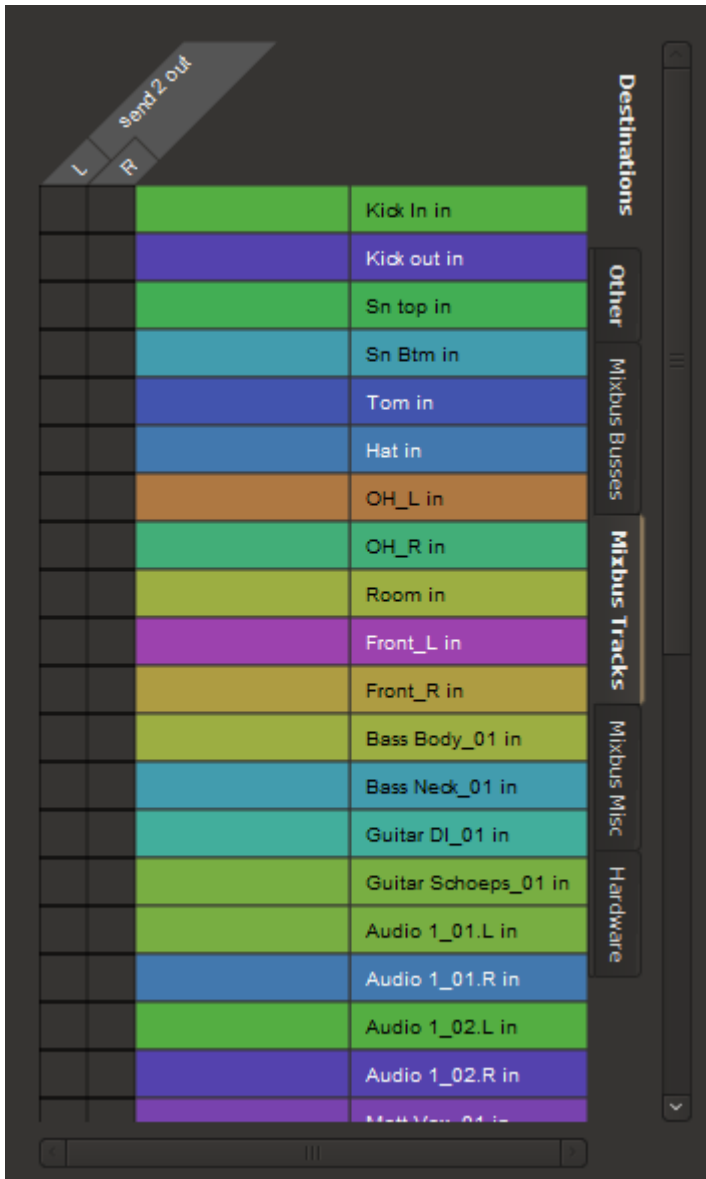 Send 2 out
L
R
Kick In in
Kick out in
Sn top in
Sn Btm in
Tom in
Hat in
OH_L in
OH_R in
Room in
Front_L in
Front_R in
Bass Body_01 in
Bass Neck_01 in
Guitar DI_01 in
Guitar Schoeps_01 in
Audio 1_01.L in
Audio 1_01.R in
Audio 1_02.L in
Audio 1_02.R in
Destinations
Other
Mixbus Busses
Mixbus Tracks
Mixbus Misc
Hardware